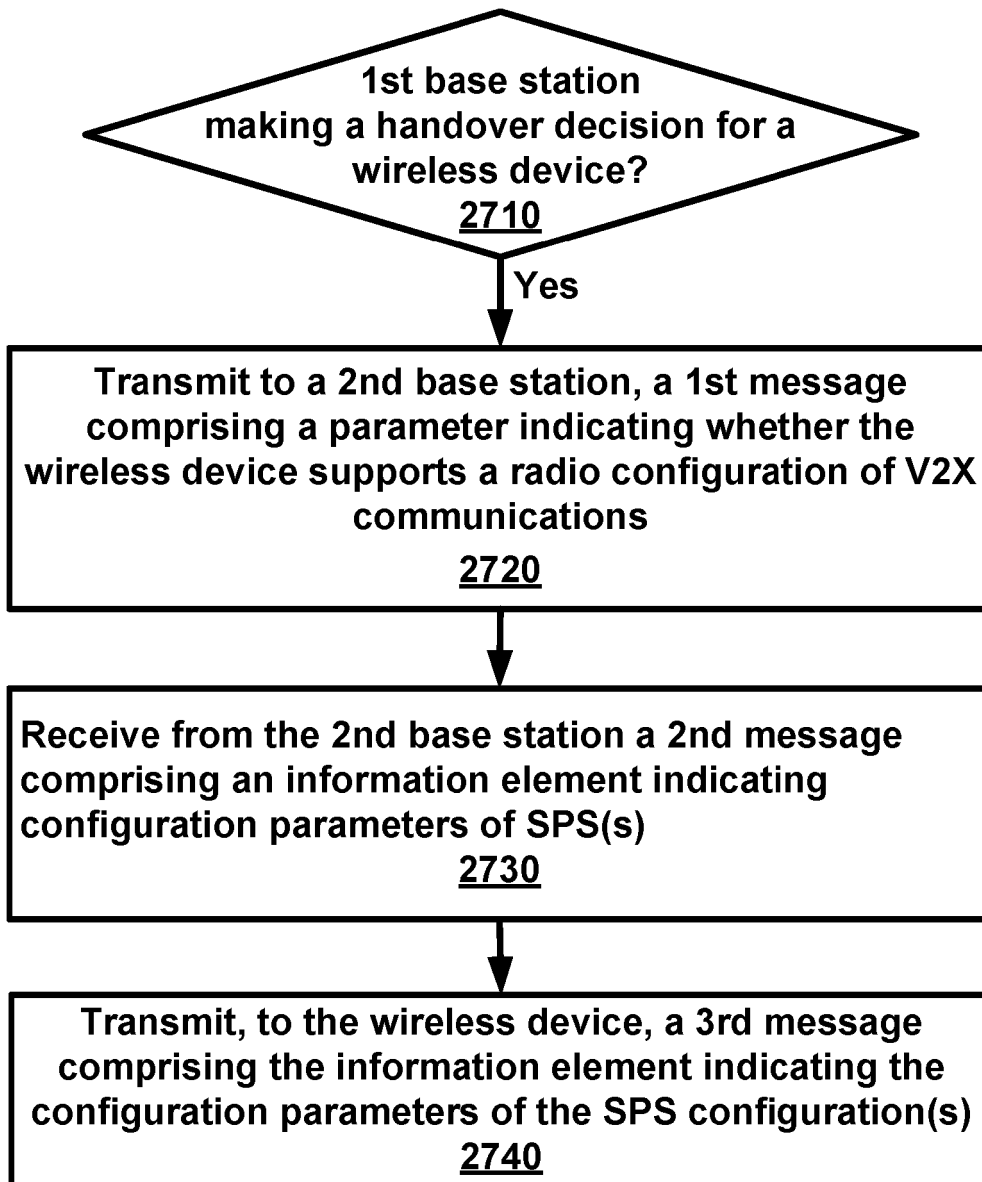 1st base station
making a handover decision for a
wireless device?
2710
Yes
Transmit to a 2nd base station, a 1st message
comprising a parameter indicating whether the
wireless device supports a radio configuration of V2X
communications
2720
Receive from the 2nd base station a 2nd message
comprising an information element indicating
configuration parameters of SPS(s)
2730
Transmit, to the wireless device, a 3rd message
comprising the information element indicating the
configuration parameters of the SPS configuration(s)
2740